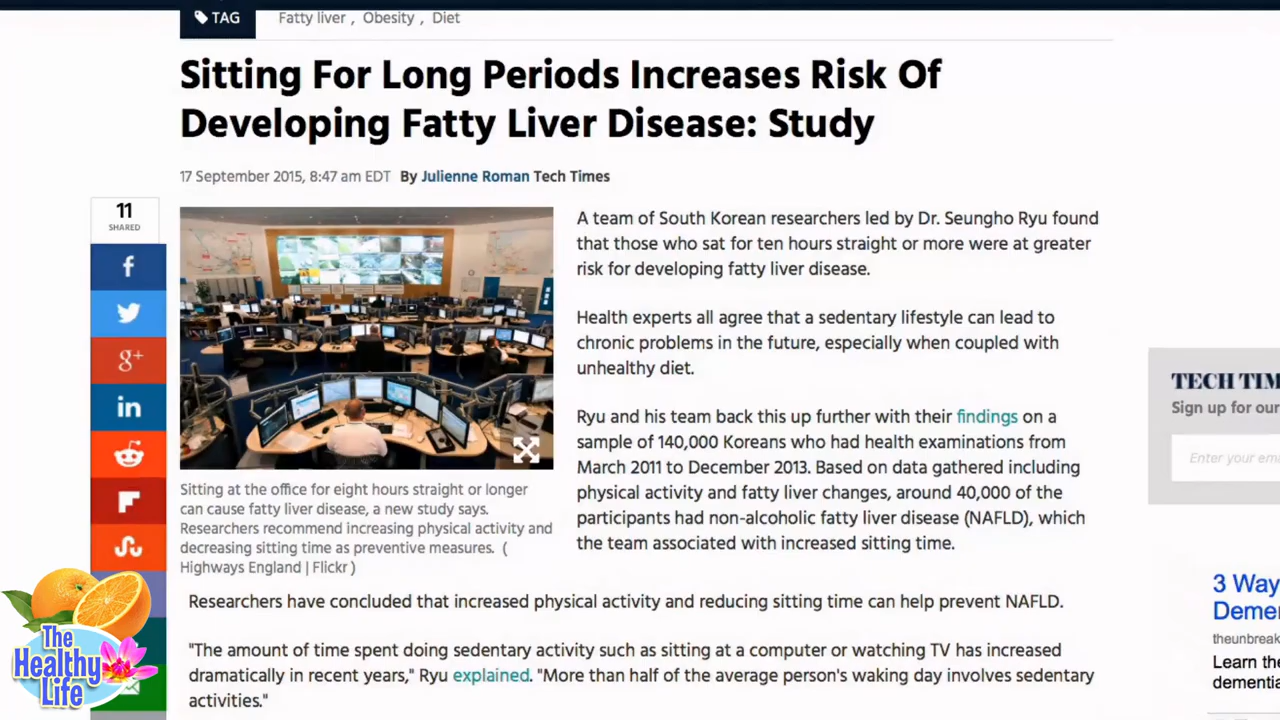 TAG
Fatty liver , Obesity , Diet
Sitting For Long Periods Increases Risk Of
Developing Fatty Liver Disease: Study
17 September 2015, 8:47 am EDT By Julienne Roman Tech Times
11
SHARED
A team of South Korean researchers led by Dr. Seungho Ryu found
that those who sat for ten hours straight or more were at greater
risk for developing fatty liver disease.
Health experts all agree that a sedentary lifestyle can lead to
chronic problems in the future, especially when coupled with
unhealthy diet.
Ryu and his team back this up further with their findings on a
sample of 140,000 Koreans who had health examinations from
March 2011 to December 2013. Based on data gathered including
physical activity and fatty liver changes, around 40,000 of the
participants had non-alcoholic fatty liver disease (NAFLD), which
the team associated with increased sitting time.
Sitting at the office for eight hours straight or longer
can cause fatty liver disease, a new study says.
Researchers recommend increasing physical activity and
decreasing sitting time as preventive measures. (
Highways England | Flickr )
Researchers have concluded that increased physical activity and reducing sitting time can help prevent NAFLD.
"The amount of time spent doing sedentary activity such as sitting at a computer or watching TV has increased
dramatically in recent years," Ryu explained. "More than half of the average person's waking day involves sedentary
activities."
TECH TIM
Sign up for our
Enter your ema
3 Way
Deme
theunbreak
Learn the
dementia
The
Healthy
Life